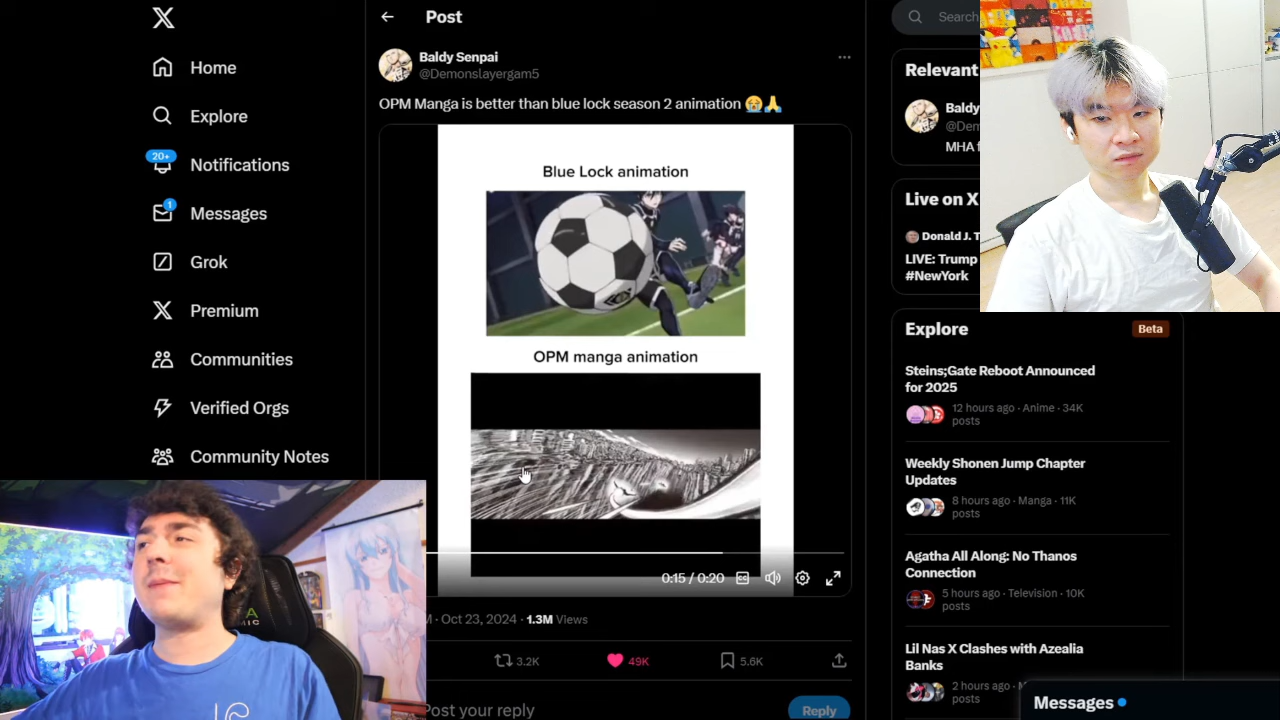 Home
Explore
20+
Notifications
1
Messages
Grok
Premium
Communities
Verified Orgs
Community Notes
Post
Baldy Senpai
@Demonslayergam5
OPM Manga is better than blue lock season 2 animation 😭🙏
Blue Lock animation
OPM manga animation
0:15 / 0:20
M · Oct 23, 2024 · 1.3M Views
3.2K
49K
5.6K
Post your reply
Reply
Search
Relevant
Baldy
@Dem
MHA f
Live on X
Donald J. T
LIVE: Trump
#NewYork
Explore
Beta
Steins;Gate Reboot Announced
for 2025
12 hours ago · Anime · 34K
posts
Weekly Shonen Jump Chapter
Updates
8 hours ago · Manga · 11K
posts
Agatha All Along: No Thanos
Connection
5 hours ago · Television · 10K
posts
Lil Nas X Clashes with Azealia
Banks
2 hours ago · M
posts
Messages